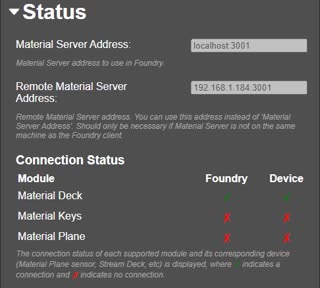 Status
Material Server Address: localhost:3001
Material Server address to use in Foundry.
Remote Material Server 192.168.1.184:3001
Address:
Remote Material Server address. You can use this address instead of 'Material
Server Address'. Should only be necessary if Material Server is not on the same
machine as the Foundry client.
Connection Status
Module Foundry Device
Material Deck ✓ ✓
Material Keys ✗ ✗
Material Plane ✗ ✗
The connection status of each supported module and its corresponding device
(Material Plane sensor, Stream Deck, etc) is displayed, where ✓ indicates a
connection and ✗ indicates no connection.